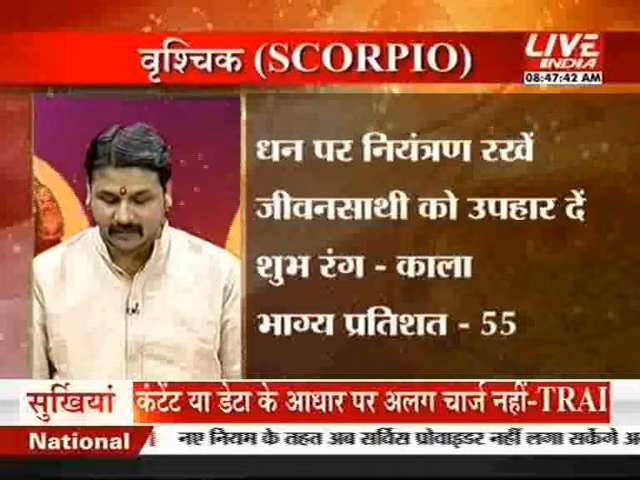 वृश्चिक (SCORPIO)
LIVE
INDIA
08:47:42 AM
धन पर नियंत्रण रखें
जीवनसाथी को उपहार दें
शुभ रंग - काला
भाग्य प्रतिशत - 55
सुर्खियां कंटेंट या डेटा के आधार पर अलग चार्ज नहीं-TRAI
National नए नियम के तहत अब सर्विस प्रोवाइडर नहीं लगा सकेंगे